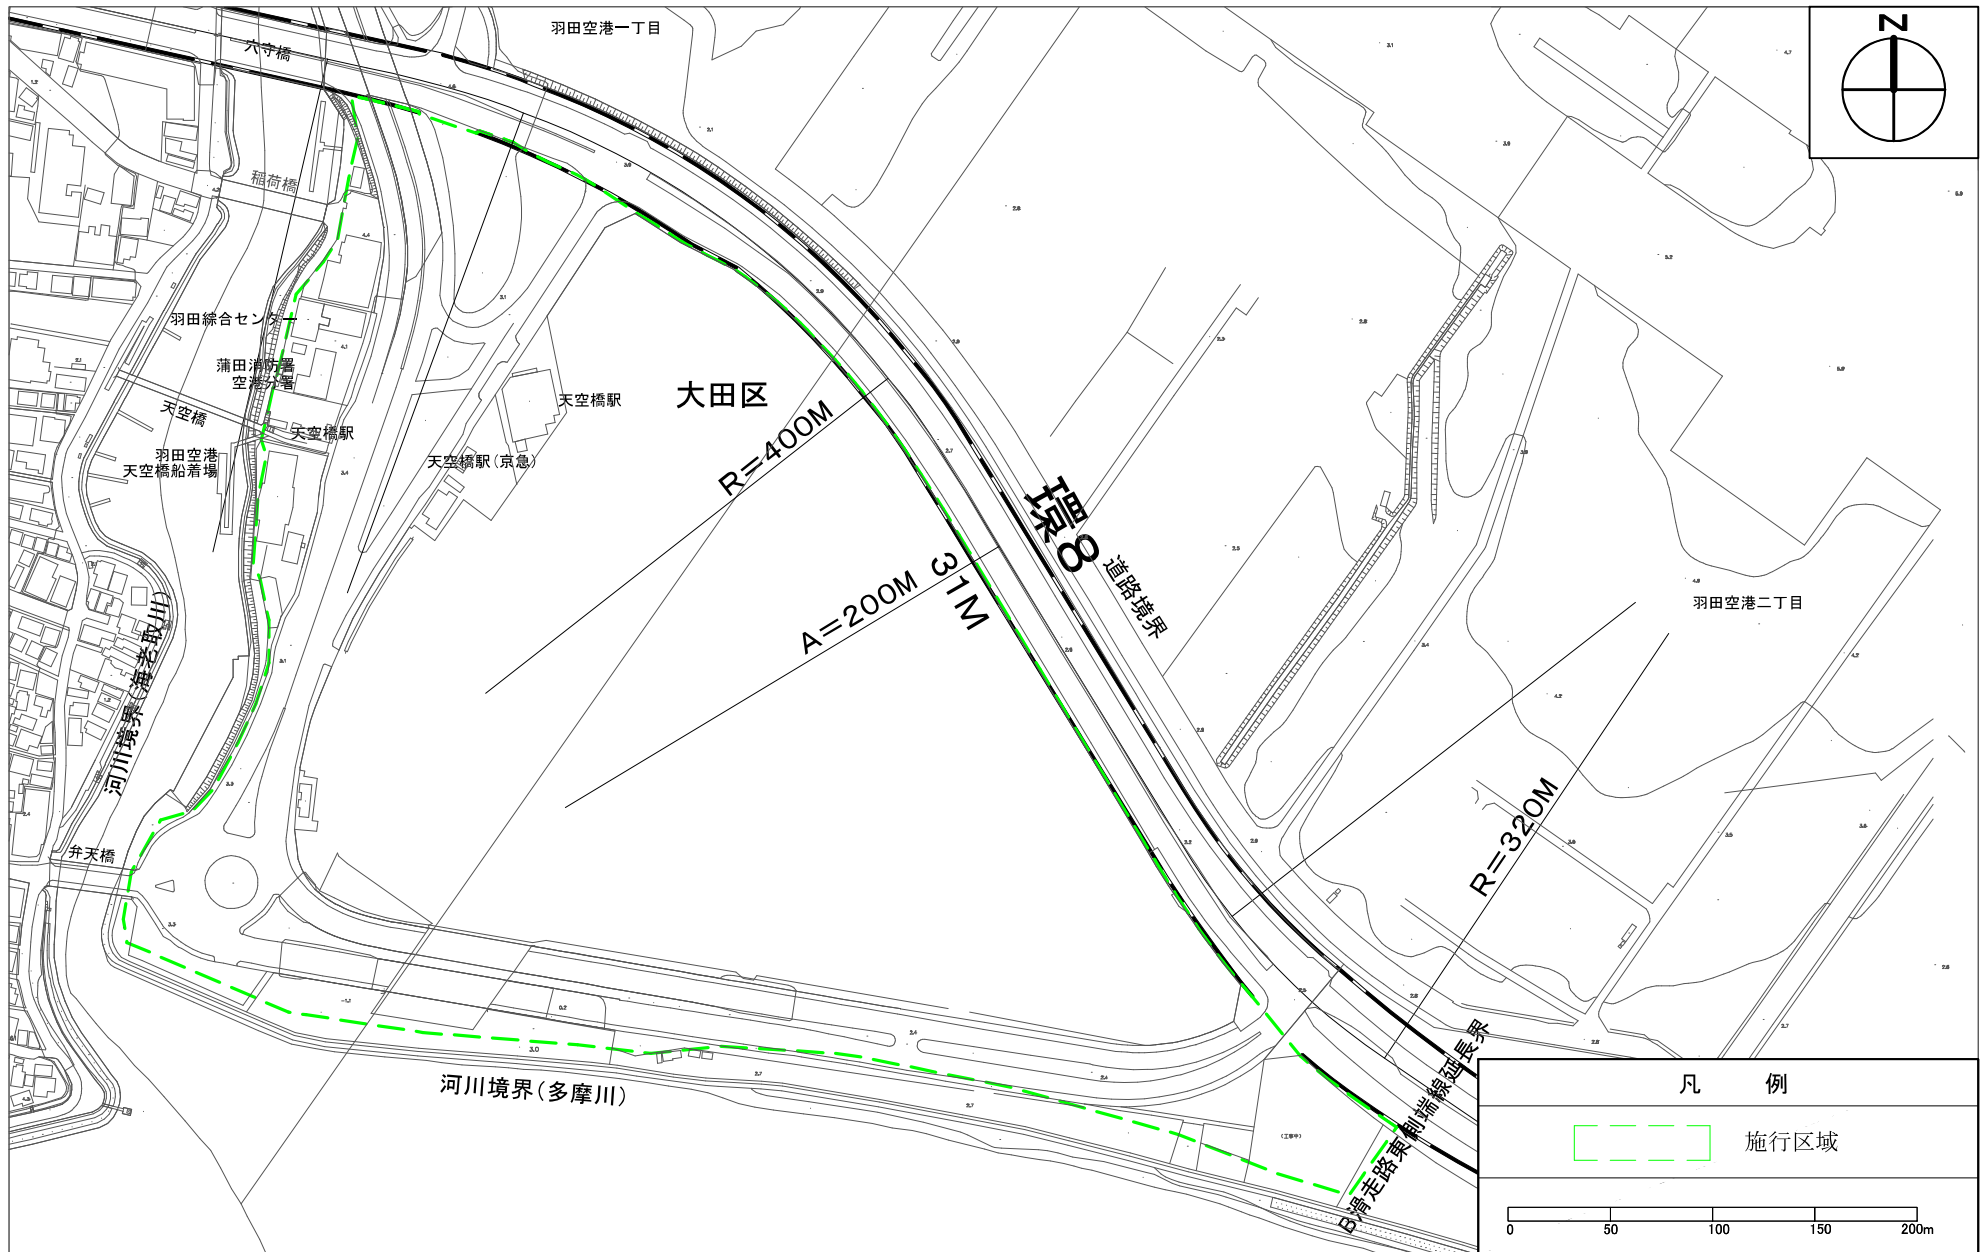 羽田空港一丁目
N
穴守橋
稲荷橋
羽田綜合センター
蒲田消防署
空港分署
天空橋
天空橋駅
羽田空港
天空橋船着場
天空橋駅
天空橋駅(京急)
大田区
R=400M
A=200M
31M
環8
道路境界
羽田空港二丁目
R=320M
河川境界(海老取川)
弁天橋
河川境界(多摩川)
(工事中)
B滑走路東側端線延長界
凡 例
施行区域
0 50 100 150 200m